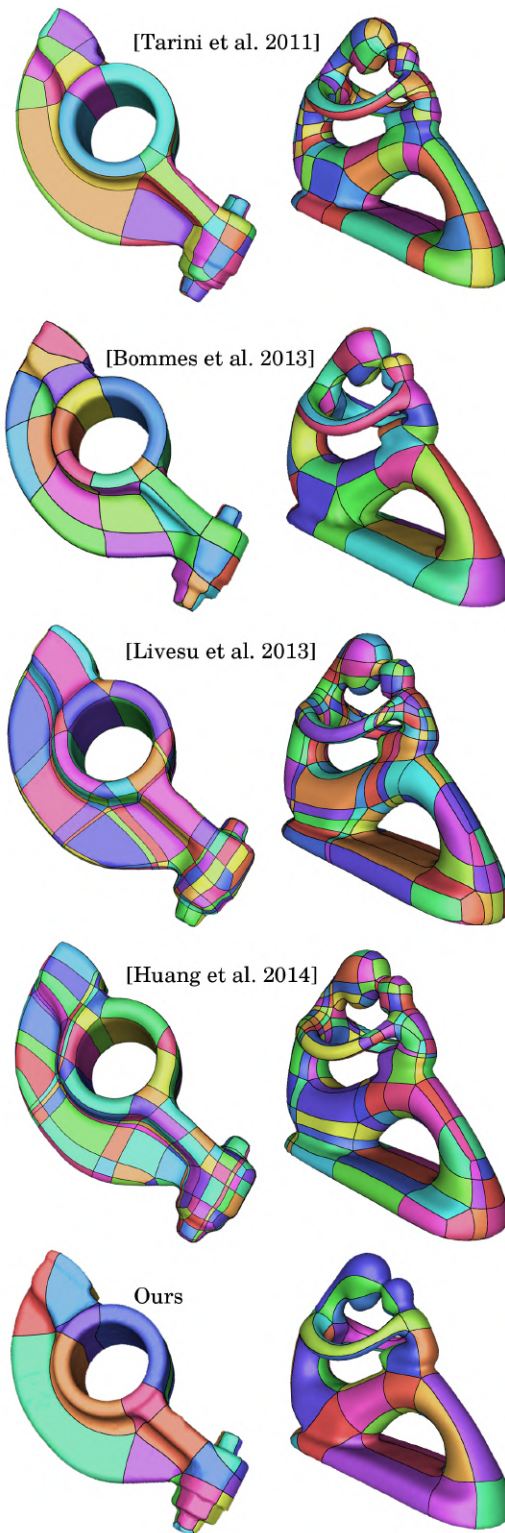 [Tarini et al. 2011]
[Bommes et al. 2013]
[Livesu et al. 2013]
[Huang et al. 2014]
Ours